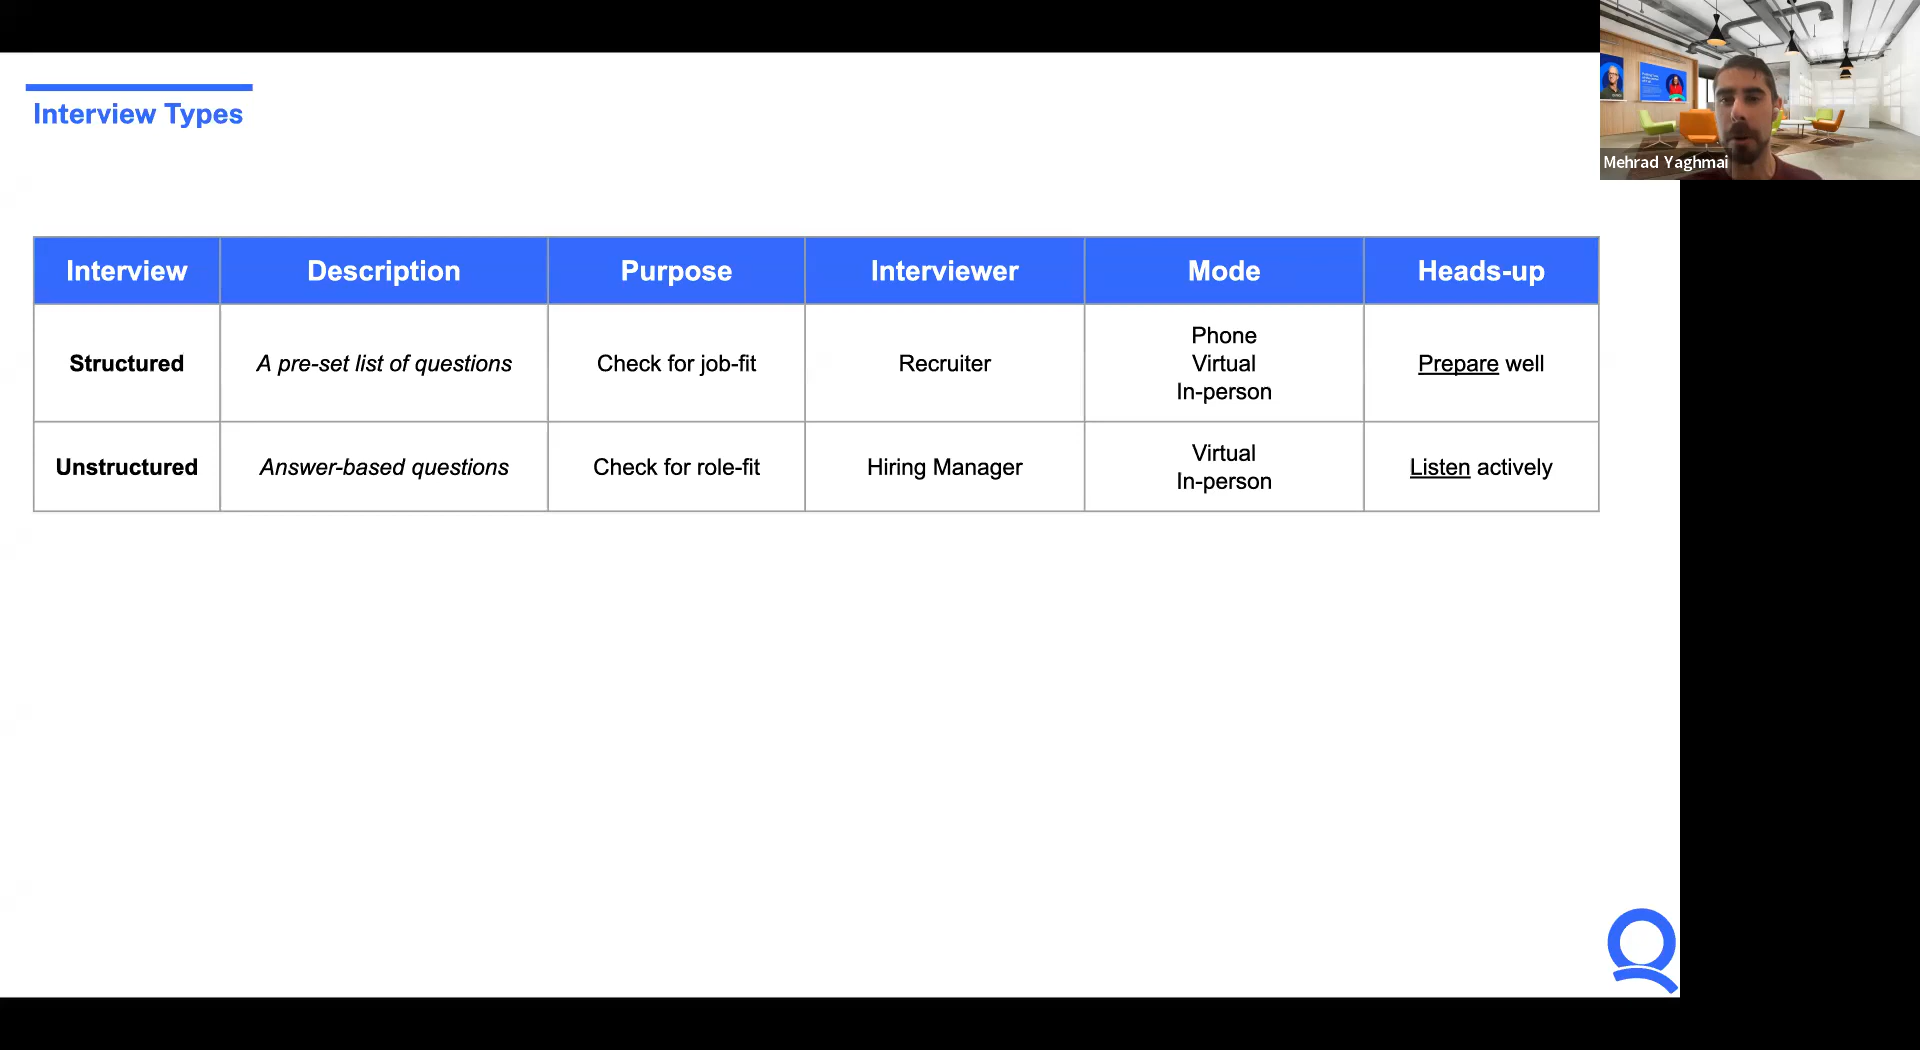 Interview Types
Mehrad Yaghmai
Interview Description Purpose Interviewer Mode Heads-up
Structured A pre-set list of questions Check for job-fit Recruiter Phone
Virtual
In-person Prepare well
Unstructured Answer-based questions Check for role-fit Hiring Manager Virtual
In-person Listen actively